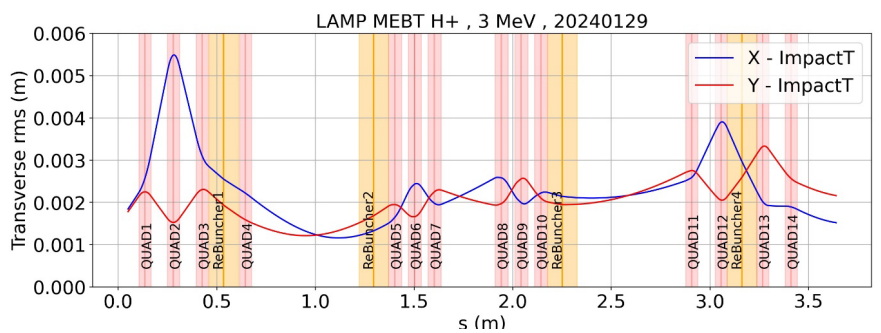 LAMP MEBT H+ , 3 MeV , 20240129
Transverse rms (m)
0.006
0.005
0.004
0.003
0.002
0.001
0.000
X - ImpactT
Y - ImpactT
QUAD1
QUAD2
QUAD3
ReBuncher1
QUAD4
ReBuncher2
QUAD5
QUAD6
QUAD7
QUAD8
QUAD9
QUAD10
ReBuncher3
QUAD11
QUAD12
ReBuncher4
QUAD13
QUAD14
0.0 0.5 1.0 1.5 2.0 2.5 3.0 3.5
s (m)